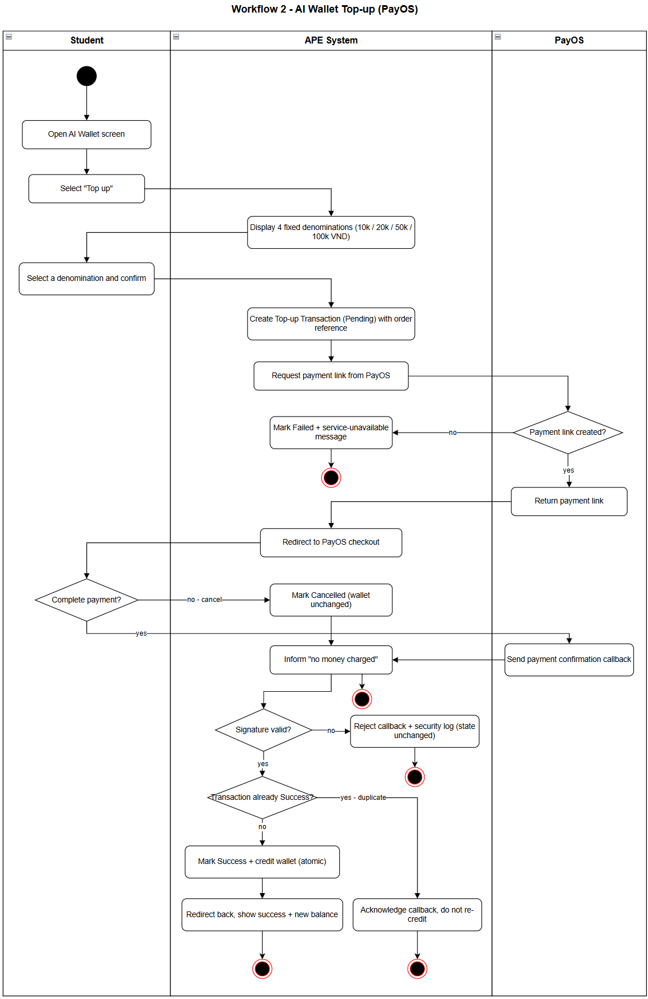 Workflow 2 - AI Wallet Top-up (PayOS)
Student
APE System
PayOS
Open AI Wallet screen
Select "Top up"
Display 4 fixed denominations (10k / 20k / 50k /
100k VND)
Select a denomination and confirm
Create Top-up Transaction (Pending) with order
reference
Request payment link from PayOS
Payment link created?
no
Mark Failed + service-unavailable
message
yes
Return payment link
Redirect to PayOS checkout
Complete payment?
no - cancel
Mark Cancelled (wallet
unchanged)
yes
Send payment confirmation callback
Inform "no money charged"
Signature valid?
no
Reject callback + security log (state
unchanged)
yes
Transaction already Success?
yes - duplicate
no
Mark Success + credit wallet (atomic)
Redirect back, show success + new balance
Acknowledge callback, do not re-
credit